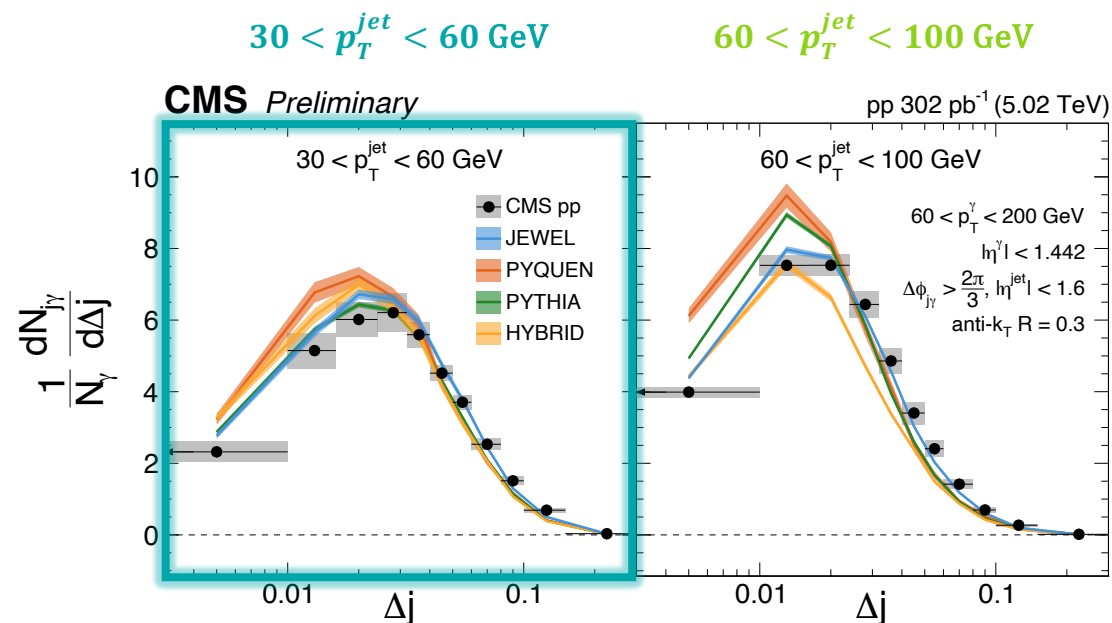 30 < p_T^jet < 60 GeV
60 < p_T^jet < 100 GeV
CMS Preliminary
pp 302 pb⁻¹ (5.02 TeV)
30 < p_T^jet < 60 GeV
CMS pp
JEWEL
PYQUEN
PYTHIA
HYBRID
60 < p_T^jet < 100 GeV
60 < p_T^γ < 200 GeV
|η^γ| < 1.442
Δϕ_jγ > 2π/3, |η^jet| < 1.6
anti-k_T R = 0.3
1/N_γ dN_jγ/dΔj
10
8
6
4
2
0
0.01
0.1
0.01
0.1
Δj
Δj